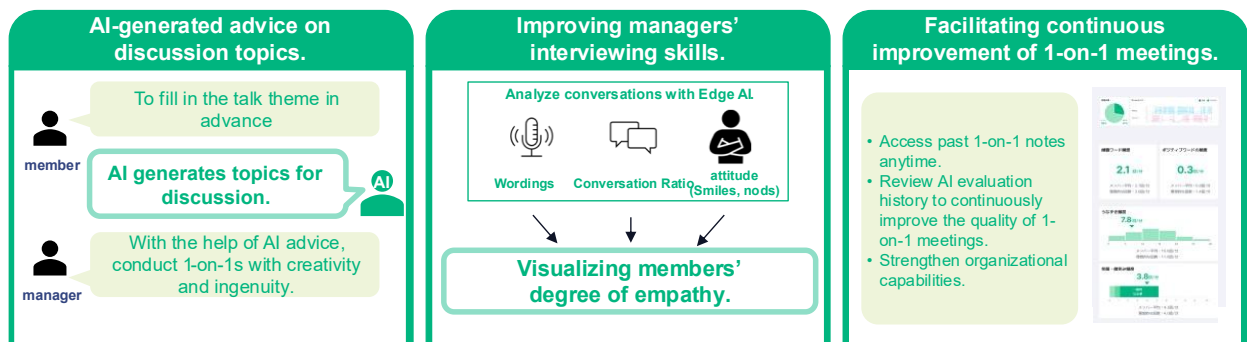 AI-generated advice on
discussion topics.
To fill in the talk theme in
advance
member
AI generates topics for
discussion.
AI
With the help of AI advice,
conduct 1-on-1s with creativity
and ingenuity.
manager
Improving managers'
interviewing skills.
Analyze conversations with Edge AI.
Wordings
Conversation Ratio
attitude
(Smiles, nods)
Visualizing members'
degree of empathy.
Facilitating continuous
improvement of 1-on-1 meetings.
• Access past 1-on-1 notes
anytime.
• Review AI evaluation
history to continuously
improve the quality of 1-
on-1 meetings.
• Strengthen organizational
capabilities.
2.1
0.3
7.8
3.8